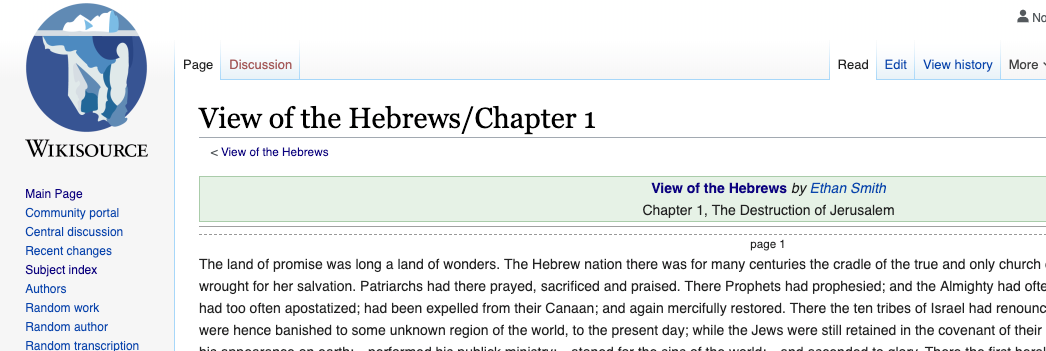 No
Page
Discussion
Read
Edit
View history
More
WIKISOURCE
View of the Hebrews/Chapter 1
< View of the Hebrews
Main Page
Community portal
Central discussion
Recent changes
Subject index
Authors
Random work
Random author
Random transcription
View of the Hebrews by Ethan Smith
Chapter 1, The Destruction of Jerusalem
page 1
The land of promise was long a land of wonders. The Hebrew nation there was for many centuries the cradle of the true and only church
wrought for her salvation. Patriarchs had there prayed, sacrificed and praised. There Prophets had prophesied; and the Almighty had ofte
had too often apostatized; had been expelled from their Canaan; and again mercifully restored. There the ten tribes of Israel had renounc
were hence banished to some unknown region of the world, to the present day; while the Jews were still retained in the covenant of their